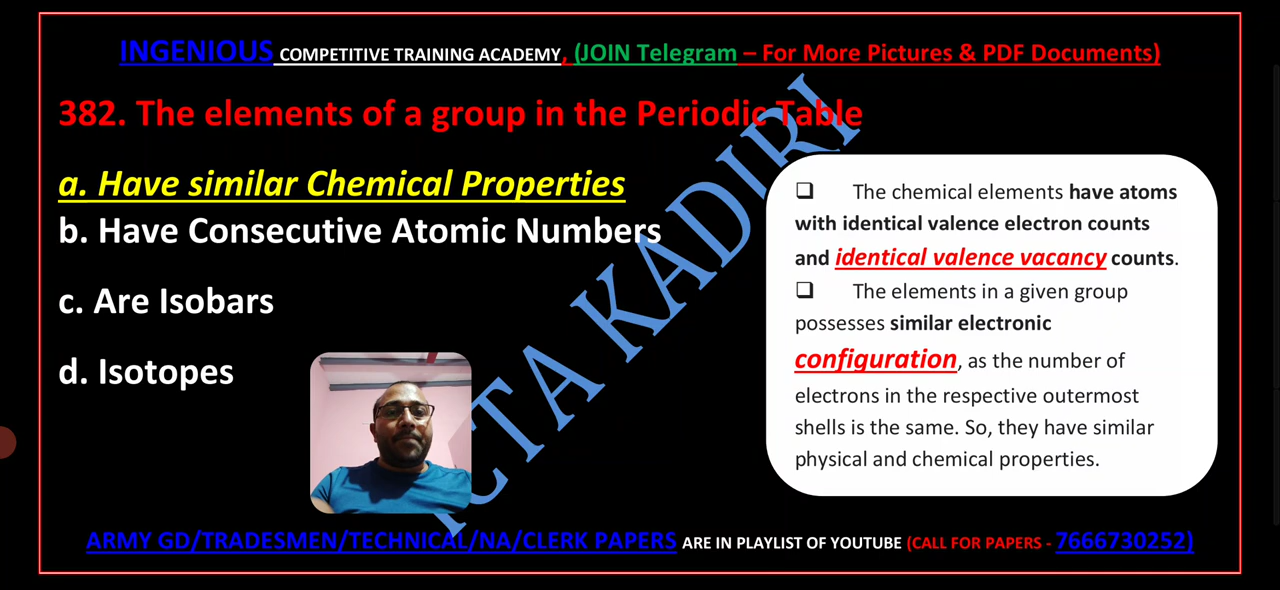 INGENIOUS COMPETITIVE TRAINING ACADEMY, (JOIN Telegram – For More Pictures & PDF Documents)
382. The elements of a group in the Periodic Table
a. Have similar Chemical Properties
b. Have Consecutive Atomic Numbers
c. Are Isobars
d. Isotopes
ICTA KADIRI
❑ The chemical elements have atoms
with identical valence electron counts
and identical valence vacancy counts.
❑ The elements in a given group
possesses similar electronic
configuration, as the number of
electrons in the respective outermost
shells is the same. So, they have similar
physical and chemical properties.
ARMY GD/TRADESMEN/TECHNICAL/NA/CLERK PAPERS ARE IN PLAYLIST OF YOUTUBE (CALL FOR PAPERS - 7666730252)